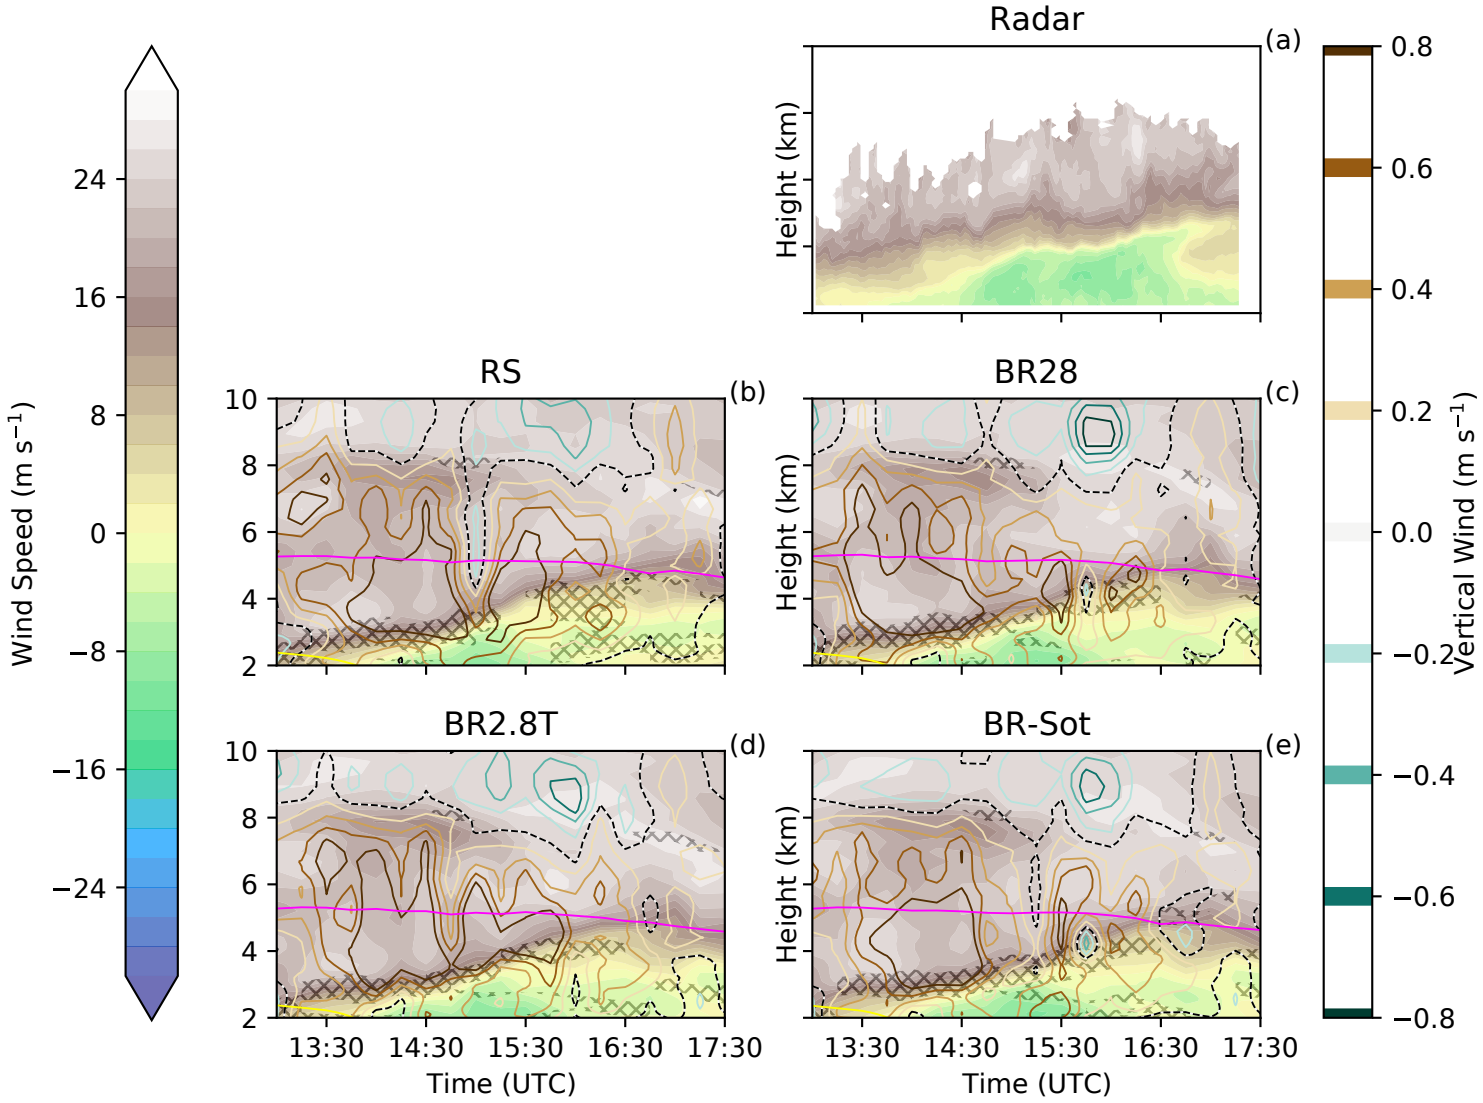 Radar
(a)
Height (km)
24
16
8
0
−8
−16
−24
Wind Speed (m s⁻¹)
0.8
0.6
0.4
0.2
0.0
−0.2
−0.4
−0.6
−0.8
Vertical Wind (m s⁻¹)
RS
(b)
10
8
6
4
2
BR28
(c)
Height (km)
BR2.8T
(d)
10
8
6
4
2
13:30
14:30
15:30
16:30
17:30
Time (UTC)
BR-Sot
(e)
Height (km)
13:30
14:30
15:30
16:30
17:30
Time (UTC)